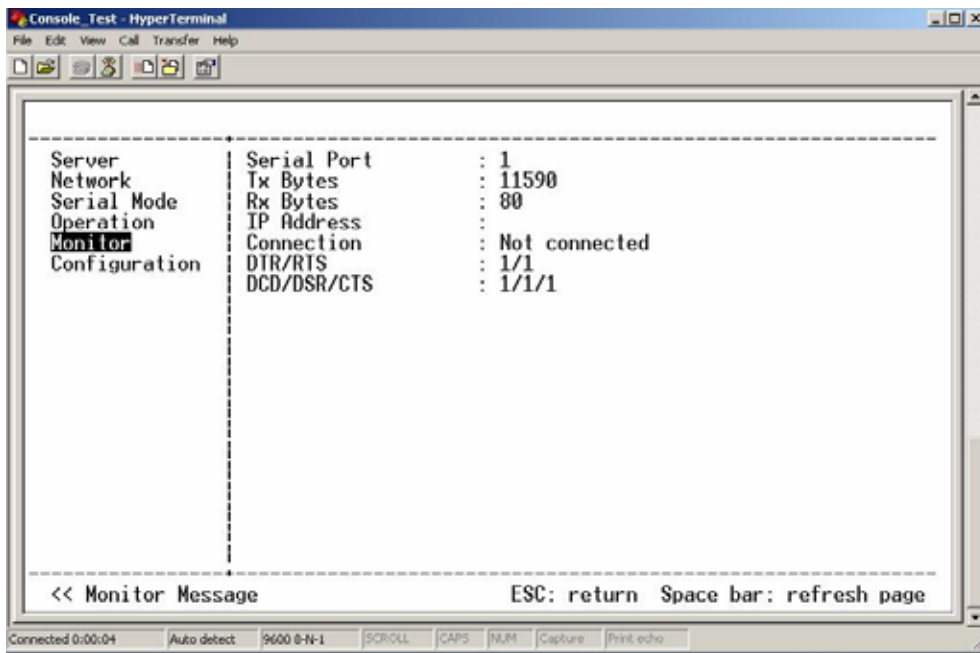 Console_Test - HyperTerminal
File Edit View Call Transfer Help
Server
Network
Serial Mode
Operation
Monitor
Configuration
Serial Port : 1
Tx Bytes : 11590
Rx Bytes : 80
IP Address :
Connection : Not connected
DTR/RTS : 1/1
DCD/DSR/CTS : 1/1/1
<< Monitor Message ESC: return Space bar: refresh page
Connected 0:00:04 Auto detect 9600 8-N-1 SCROLL CAPS NUM Capture Print echo